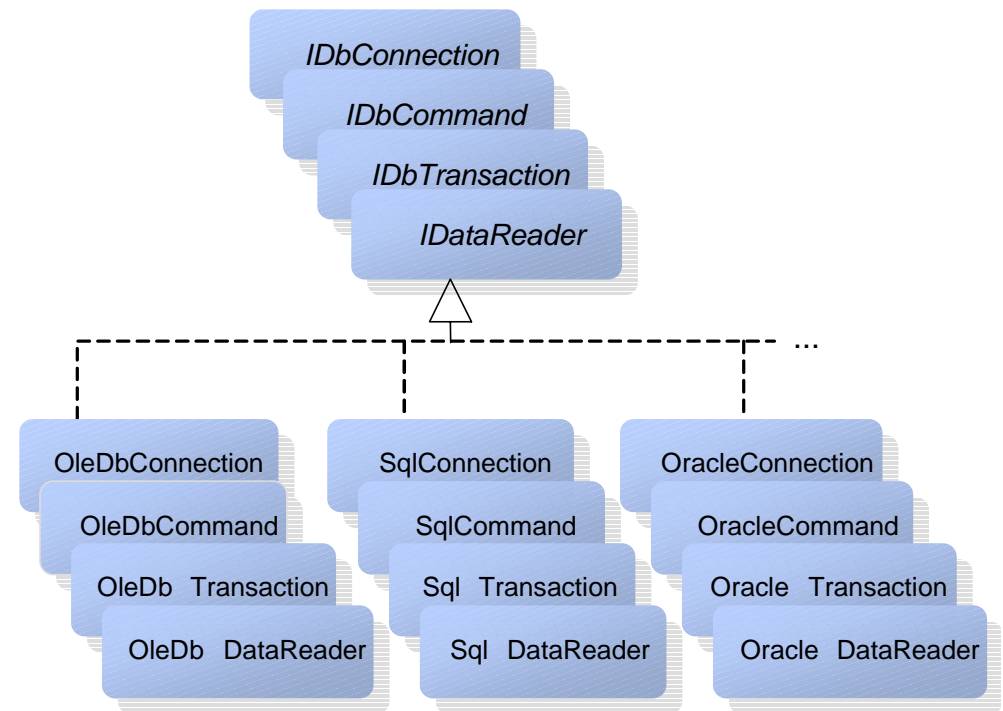 IDbConnection
IDbCommand
IDbTransaction
IDataReader
...
OleDbConnection
OleDbCommand
OleDb Transaction
OleDb DataReader
SqlConnection
SqlCommand
Sql Transaction
Sql DataReader
OracleConnection
OracleCommand
Oracle Transaction
Oracle DataReader